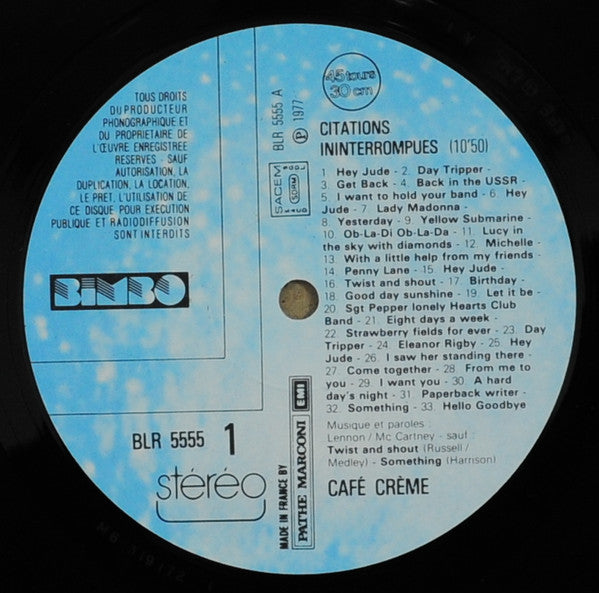 TOUS DROITS
DU PRODUCTEUR
PHONOGRAPHIQUE ET
DU PROPRIETAIRE DE
L'ŒUVRE ENREGISTREE
RESERVES - SAUF
AUTORISATION, LA
DUPLICATION, LA LOCATION,
LE PRET, L'UTILISATION DE
CE DISQUE POUR EXECUTION
PUBLIQUE ET RADIODIFFUSION
SONT INTERDITS
BIMBO
BLR 5555 1
stéréo
BLR 5555 A
Ⓟ 1977
SACEM
SDRM
45 tours
30 cm
CITATIONS
ININTERROMPUES (10'50)
1 Hey Jude - 2. Day Tripper -
3. Get Back - 4. Back in the USSR -
5. I want to hold your band - 6. Hey
Jude - 7. Lady Madonna -
8. Yesterday - 9. Yellow Submarine -
10. Ob-La-Di Ob-La-Da - 11. Lucy in
the sky with diamonds - 12. Michelle -
13. With a little help from my friends -
14. Penny Lane - 15. Hey Jude -
16. Twist and shout - 17. Birthday -
18. Good day sunshine - 19. Let it be -
20. Sgt Pepper lonely Hearts Club
Band - 21. Eight days a week -
22. Strawberry fields for ever - 23. Day
Tripper - 24. Eleanor Rigby - 25. Hey
Jude - 26. I saw her standing there -
27. Come together - 28. From me to
you - 29. I want you - 30. A hard
day's night - 31. Paperback writer -
32. Something - 33. Hello Goodbye
Musique et paroles :
Lennon / Mc Cartney - sauf :
Twist and shout (Russell/
Medley) - Something (Harrison)
CAFÉ CRÈME
MADE IN FRANCE BY
PATHE MARCONI EMI